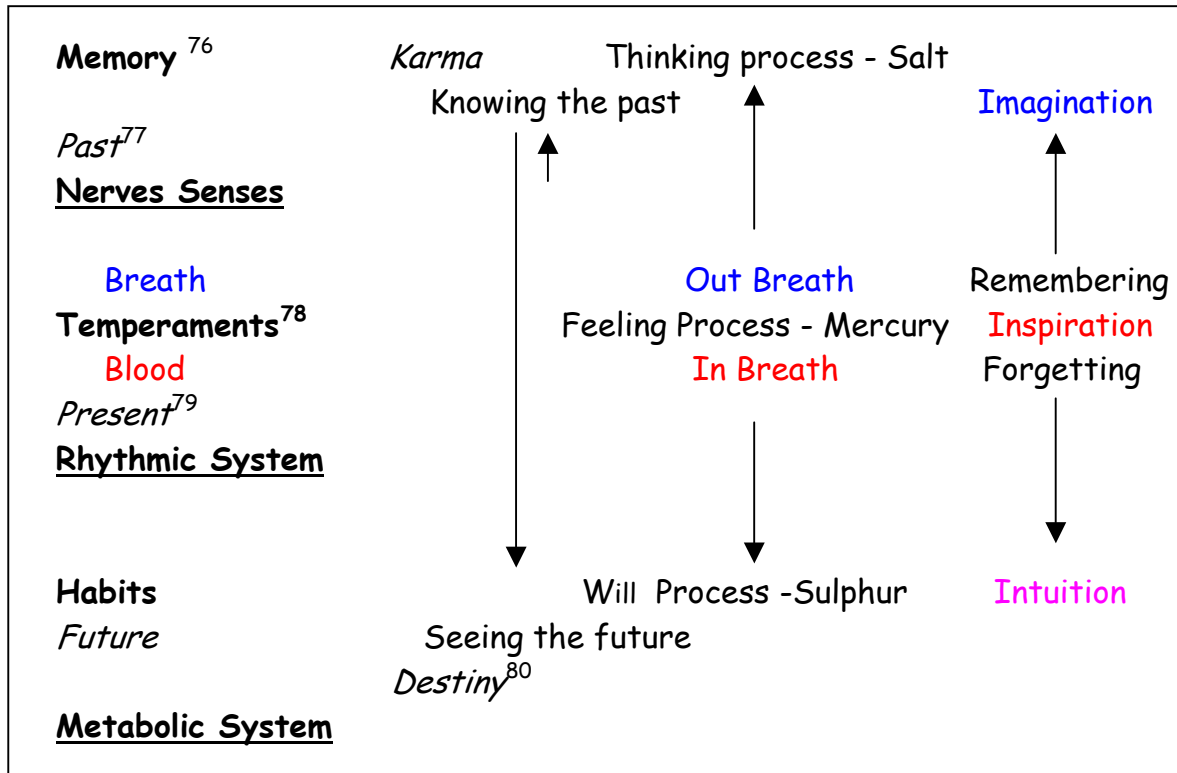 Memory 76 Karma Thinking process - Salt
Knowing the past Imagination
Past77
Nerves Senses
Breath Out Breath Remembering
Temperaments78 Feeling Process - Mercury Inspiration
Blood In Breath Forgetting
Present79
Rhythmic System
Habits Will Process -Sulphur Intuition
Future Seeing the future
Destiny80
Metabolic System